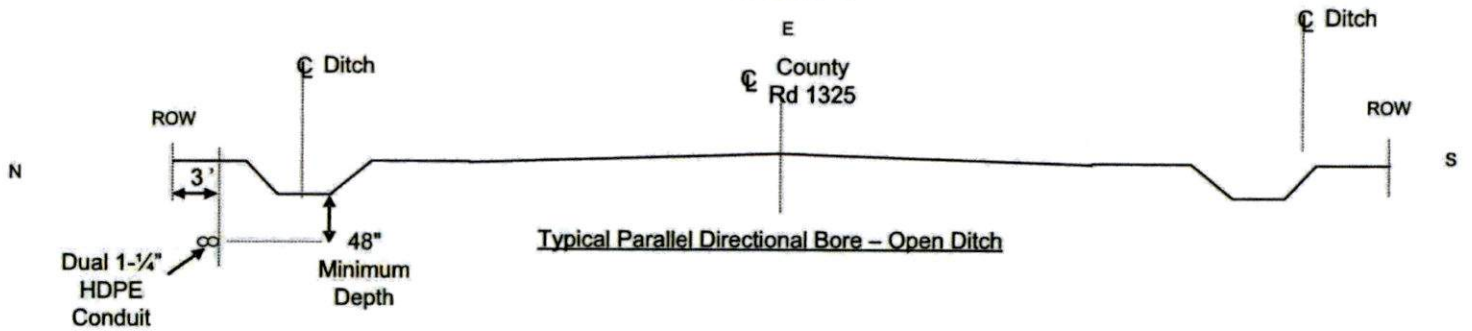 E
℄ Ditch
℄ Ditch
℄ County
Rd 1325
ROW
ROW
N
S
3 '
48"
Minimum
Depth
Typical Parallel Directional Bore – Open Ditch
Dual 1-¼"
HDPE
Conduit